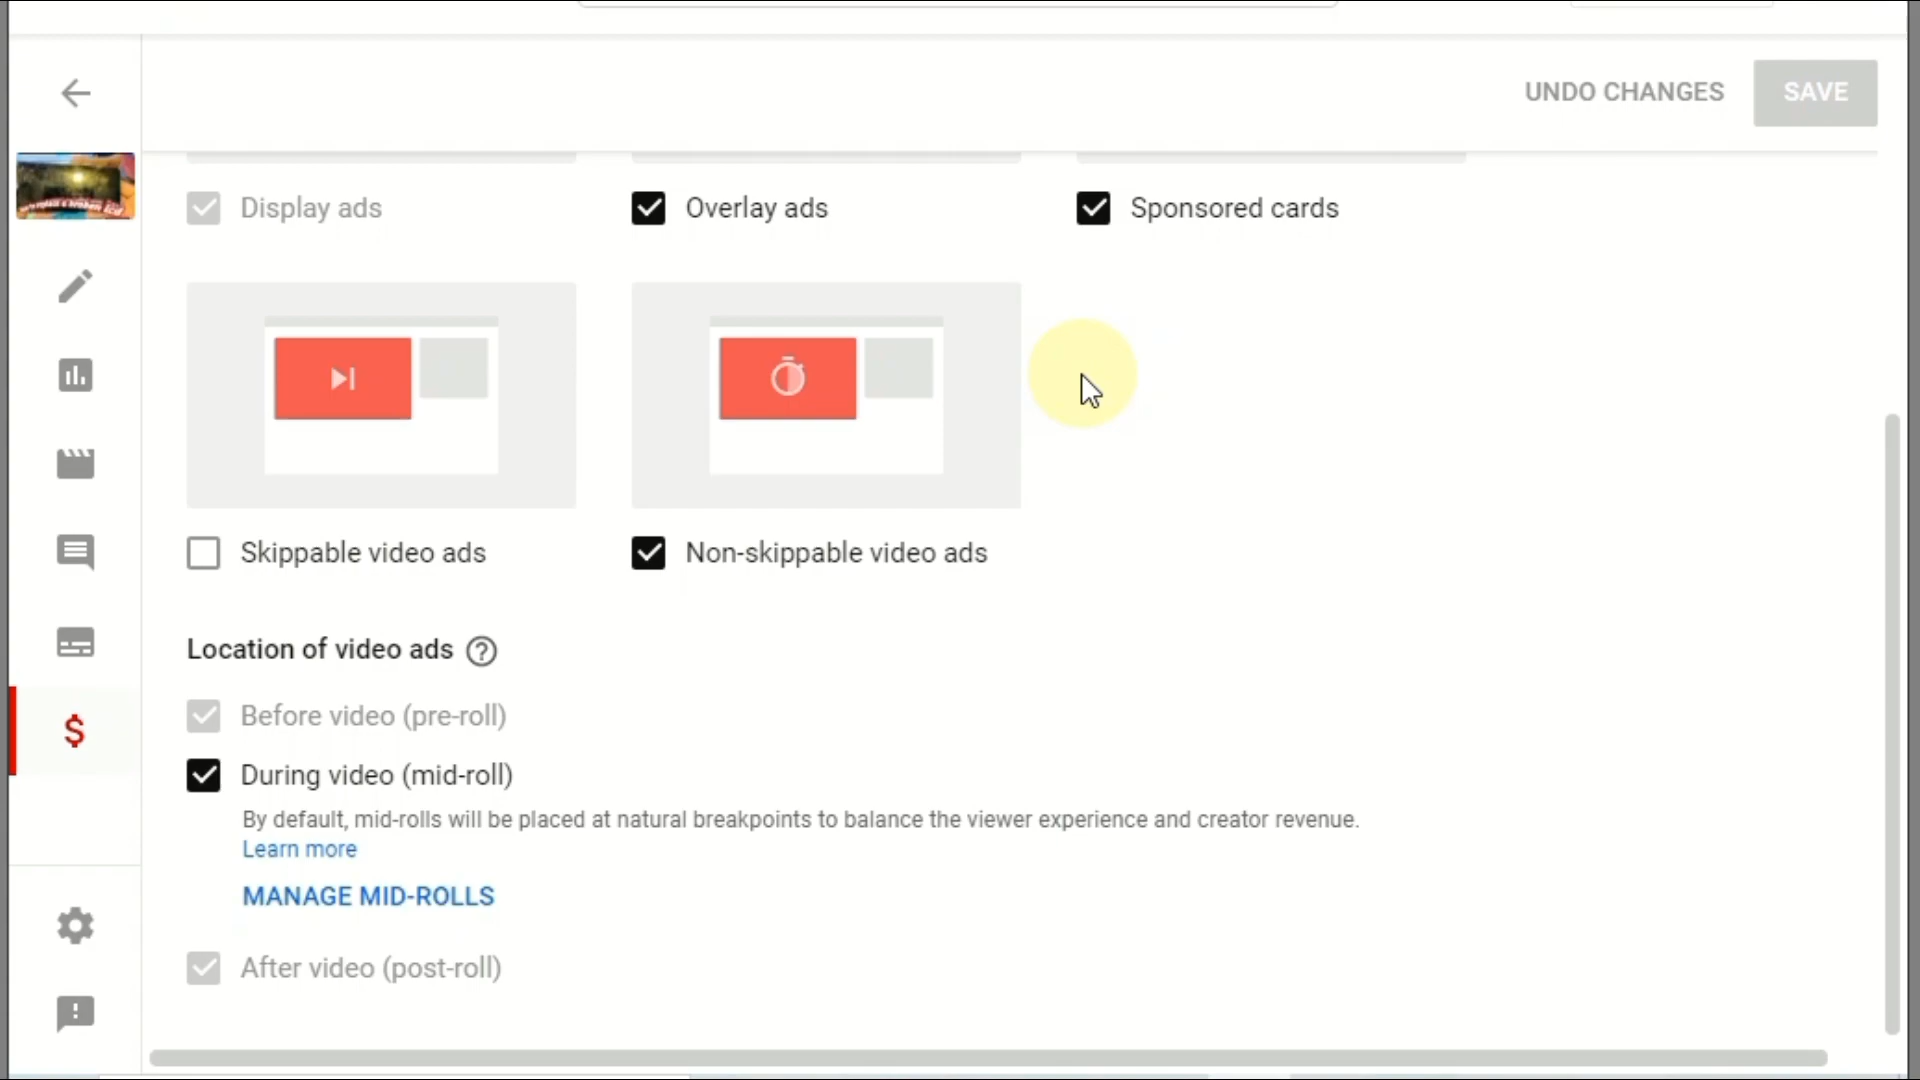 UNDO CHANGES
SAVE
Display ads
Overlay ads
Sponsored cards
Skippable video ads
Non-skippable video ads
Location of video ads
Before video (pre-roll)
During video (mid-roll)
By default, mid-rolls will be placed at natural breakpoints to balance the viewer experience and creator revenue.
Learn more
MANAGE MID-ROLLS
After video (post-roll)